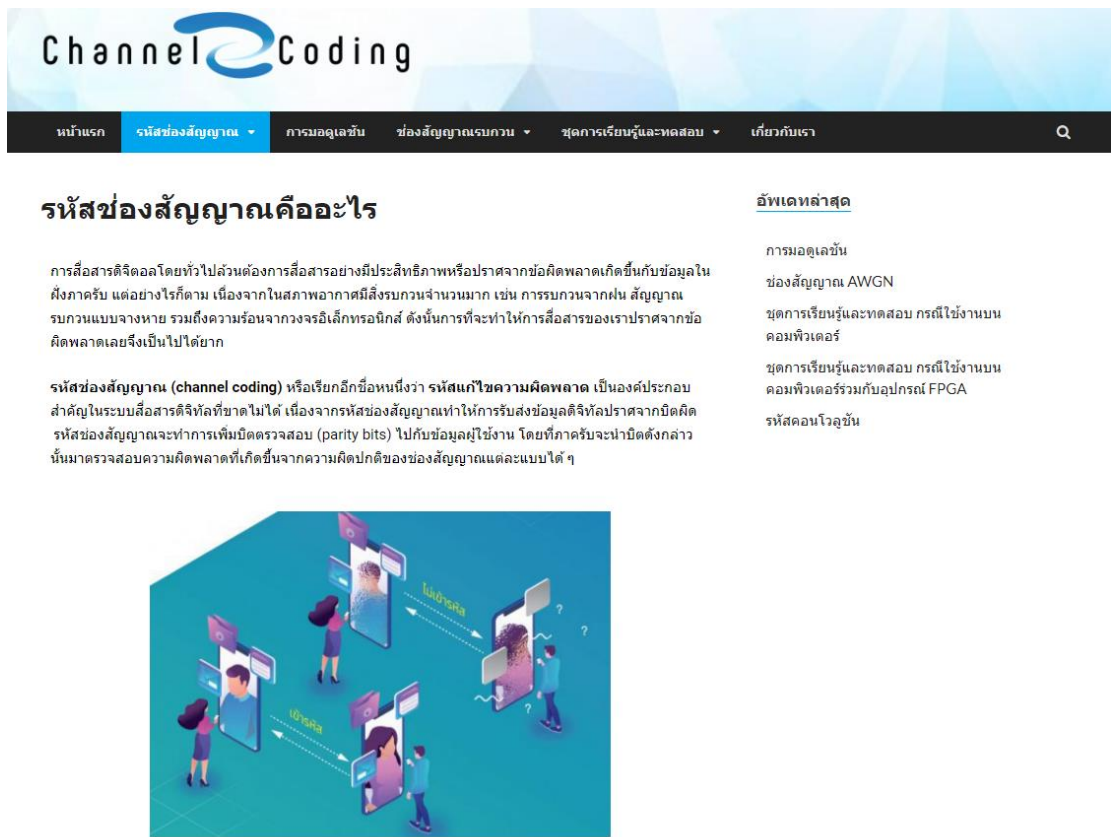 Channel Coding
หน้าแรก รหัสช่องสัญญาณ การมอดูเลชัน ช่องสัญญาณรบกวน ชุดการเรียนรู้และทดสอบ เกี่ยวกับเรา
รหัสช่องสัญญาณคืออะไร
การสื่อสารดิจิตอลโดยทั่วไปล้วนต้องการสื่อสารอย่างมีประสิทธิภาพหรือปราศจากข้อผิดพลาดเกิดขึ้นกับข้อมูลใน
ฝั่งภาครับ แต่อย่างไรก็ตาม เนื่องจากในสภาพอากาศมีสิ่งรบกวนจำนวนมาก เช่น การรบกวนจากฝน สัญญาณ
รบกวนแบบจางหาย รวมถึงความร้อนจากวงจรอิเล็กทรอนิกส์ ดังนั้นการที่จะทำให้การสื่อสารของเราปราศจากข้อ
ผิดพลาดเลยจึงเป็นไปได้ยาก
รหัสช่องสัญญาณ (channel coding) หรือเรียกอีกชื่อหนึ่งว่า รหัสแก้ไขความผิดพลาด เป็นองค์ประกอบ
สำคัญในระบบสื่อสารดิจิทัลที่ขาดไม่ได้ เนื่องจากรหัสช่องสัญญาณทำให้การรับส่งข้อมูลดิจิทัลปราศจากบิตผิด
รหัสช่องสัญญาณจะทำการเพิ่มบิตตรวจสอบ (parity bits) ไปกับข้อมูลผู้ใช้งาน โดยที่ภาครับจะนำบิตดังกล่าว
นั้นมาตรวจสอบความผิดพลาดที่เกิดขึ้นจากความผิดปกติของช่องสัญญาณแต่ละแบบได้ ๆ
ไม่เข้ารหัส
?
?
?
เข้ารหัส
อัพเดทล่าสุด
การมอดูเลชัน
ช่องสัญญาณ AWGN
ชุดการเรียนรู้และทดสอบ กรณีใช้งานบน
คอมพิวเตอร์
ชุดการเรียนรู้และทดสอบ กรณีใช้งานบน
คอมพิวเตอร์ร่วมกับอุปกรณ์ FPGA
รหัสคอนโวลูชัน